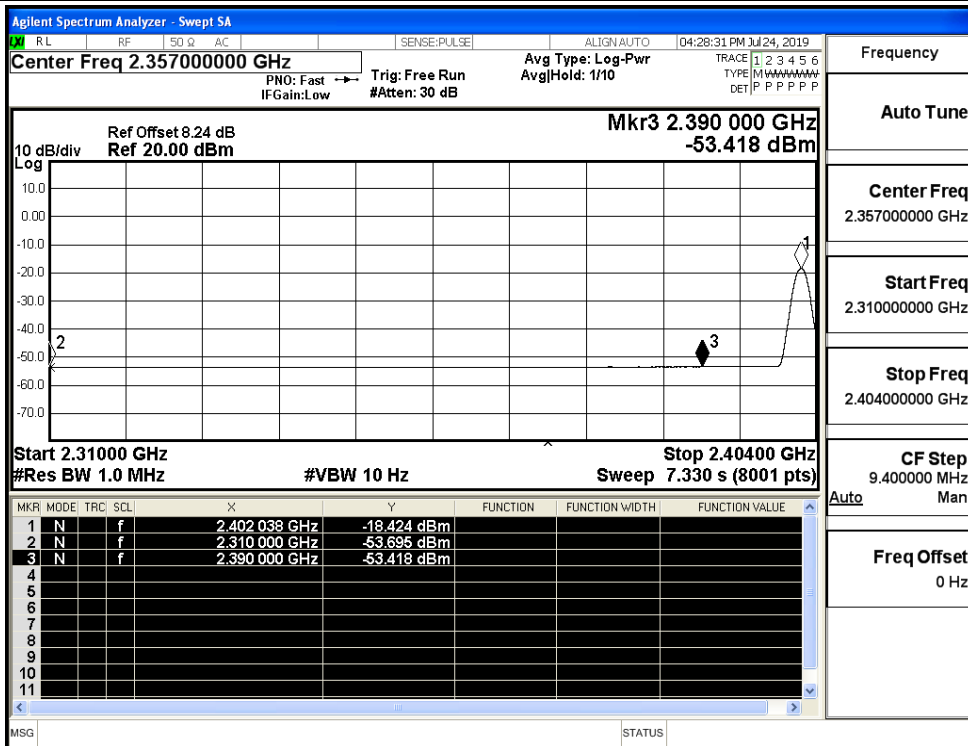 Agilent Spectrum Analyzer - Swept SA
LXI RL RF 50 Ω AC SENSE:PULSE ALIGN AUTO 04:28:31 PM Jul 24, 2019
Center Freq 2.357000000 GHz
PNO: Fast
IFGain:Low
Trig: Free Run
#Atten: 30 dB
Avg Type: Log-Pwr
Avg|Hold: 1/10
TRACE 1 2 3 4 5 6
TYPE M W W W W W
DET P P P P P P
Mkr3 2.390 000 GHz
-53.418 dBm
Ref Offset 8.24 dB
10 dB/div Ref 20.00 dBm
Log
10.0
0.00
-10.0
-20.0
-30.0
-40.0
-50.0
-60.0
-70.0
1
2
3
Start 2.31000 GHz Stop 2.40400 GHz
#Res BW 1.0 MHz #VBW 10 Hz Sweep 7.330 s (8001 pts)
MKR MODE TRC SCL X Y FUNCTION FUNCTION WIDTH FUNCTION VALUE
1 N f 2.402 038 GHz -18.424 dBm
2 N f 2.310 000 GHz -53.695 dBm
3 N f 2.390 000 GHz -53.418 dBm
4
5
6
7
8
9
10
11
MSG STATUS
Frequency
Auto Tune
Center Freq
2.357000000 GHz
Start Freq
2.310000000 GHz
Stop Freq
2.404000000 GHz
CF Step
9.400000 MHz
Auto Man
Freq Offset
0 Hz